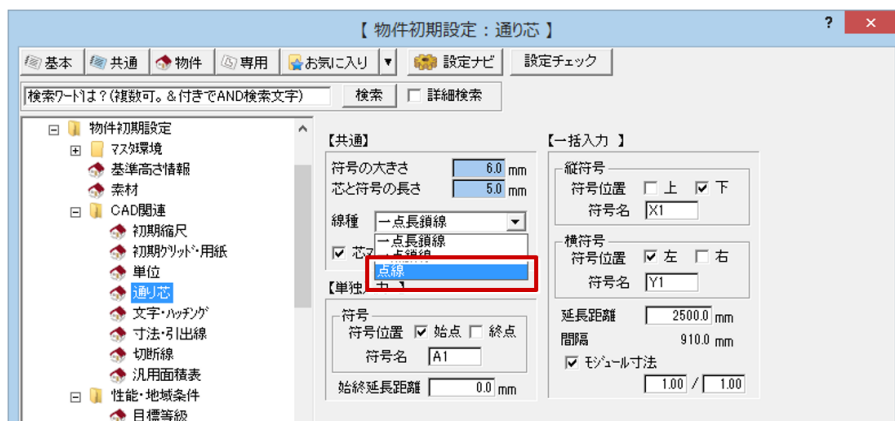 【 物件初期設定：通り芯 】
?
×
基本 共通 物件 専用 お気に入り ▼ 設定ナビ 設定チェック
検索ワードは？(複数可。＆付きでAND検索文字) 検索 詳細検索
物件初期設定
マスタ環境
基準高さ情報
素材
CAD関連
初期縮尺
初期グリッド・用紙
単位
通り芯
文字・ハッチング
寸法・引出線
切断線
汎用面積表
性能・地域条件
目標等級
【共通】
符号の大きさ 6.0 mm
芯と符号の長さ 5.0 mm
線種 一点長鎖線
一点長鎖線
一点鎖線
点線
【単独入力 】
符号
符号位置 始点 終点
符号名 A1
始終延長距離 0.0 mm
【一括入力 】
縦符号
符号位置 上 下
符号名 X1
横符号
符号位置 左 右
符号名 Y1
延長距離 2500.0 mm
間隔 910.0 mm
モジュール寸法
1.00 / 1.00